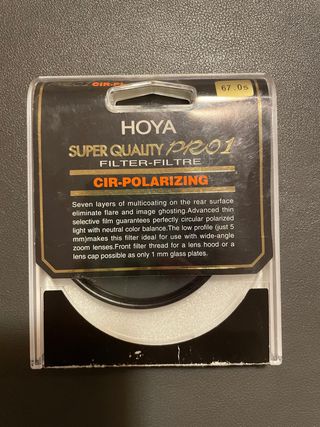 CIR-PL
67.0s
HOYA
SUPER QUALITY PRO1
FILTER-FILTRE
CIR-POLARIZING
Seven layers of multicoating on the rear surface
eliminate flare and image ghosting.Advanced thin
selective film guarantees perfectly circular polarized
light with neutral color balance.The low profile (just 5
mm)makes this filter ideal for use with wide-angle
zoom lenses.Front filter thread for a lens hood or a
lens cap possible as only 1 mm glass plates.